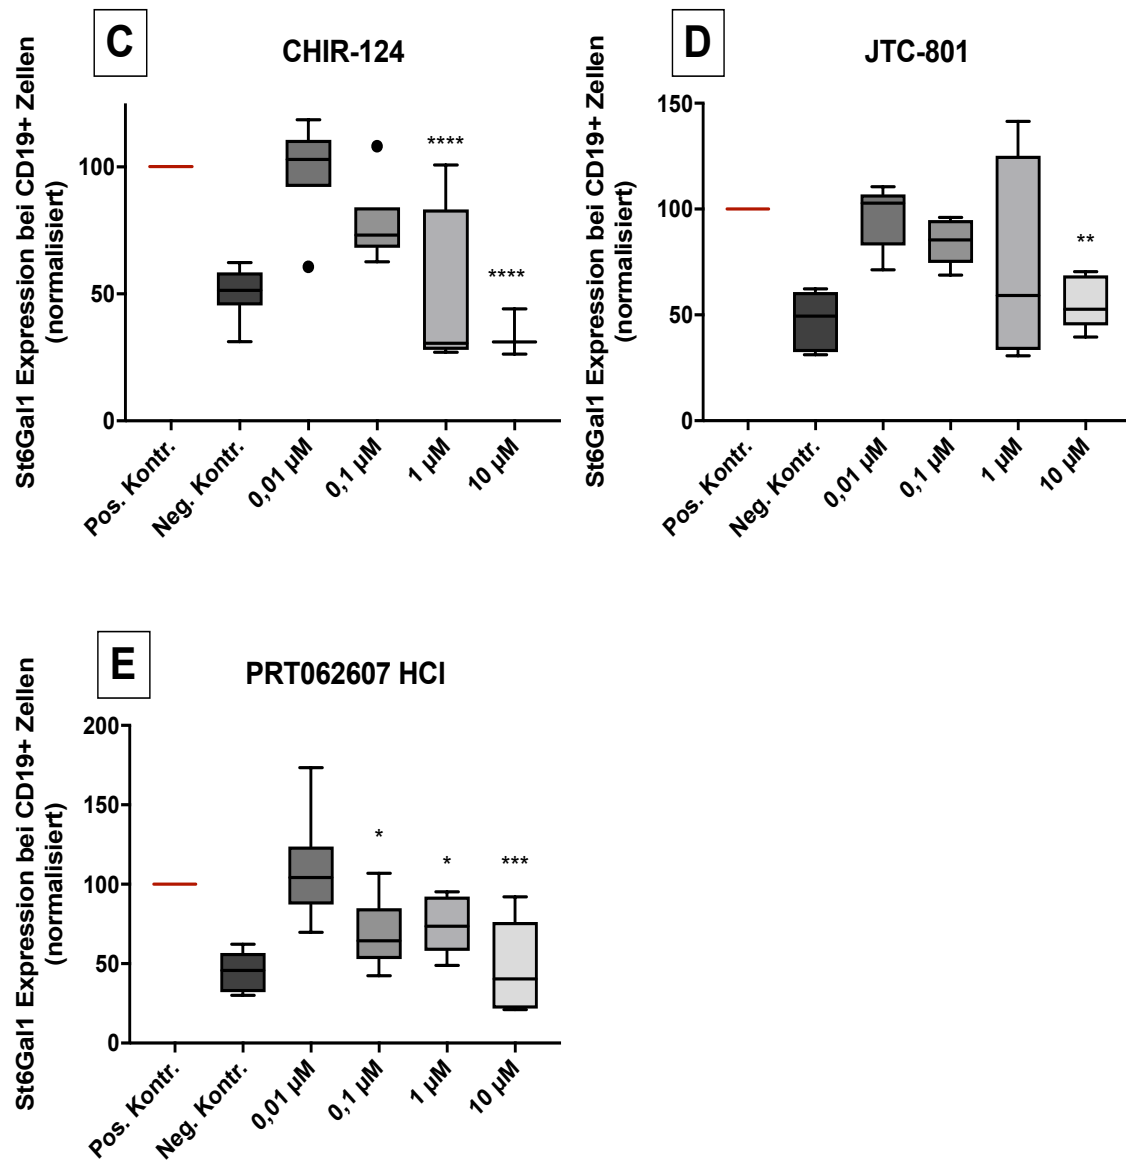 C
CHIR-124
St6Gal1 Expression bei CD19+ Zellen
(normalisiert)
100
50
0
****
****
Pos. Kontr.
Neg. Kontr.
0,01 µM
0,1 µM
1 µM
10 µM
D
JTC-801
St6Gal1 Expression bei CD19+ Zellen
(normalisiert)
150
100
50
0
**
Pos. Kontr.
Neg. Kontr.
0,01 µM
0,1 µM
1 µM
10 µM
E
PRT062607 HCl
St6Gal1 Expression bei CD19+ Zellen
(normalisiert)
200
150
100
50
0
*
*
***
Pos. Kontr.
Neg. Kontr.
0,01 µM
0,1 µM
1 µM
10 µM